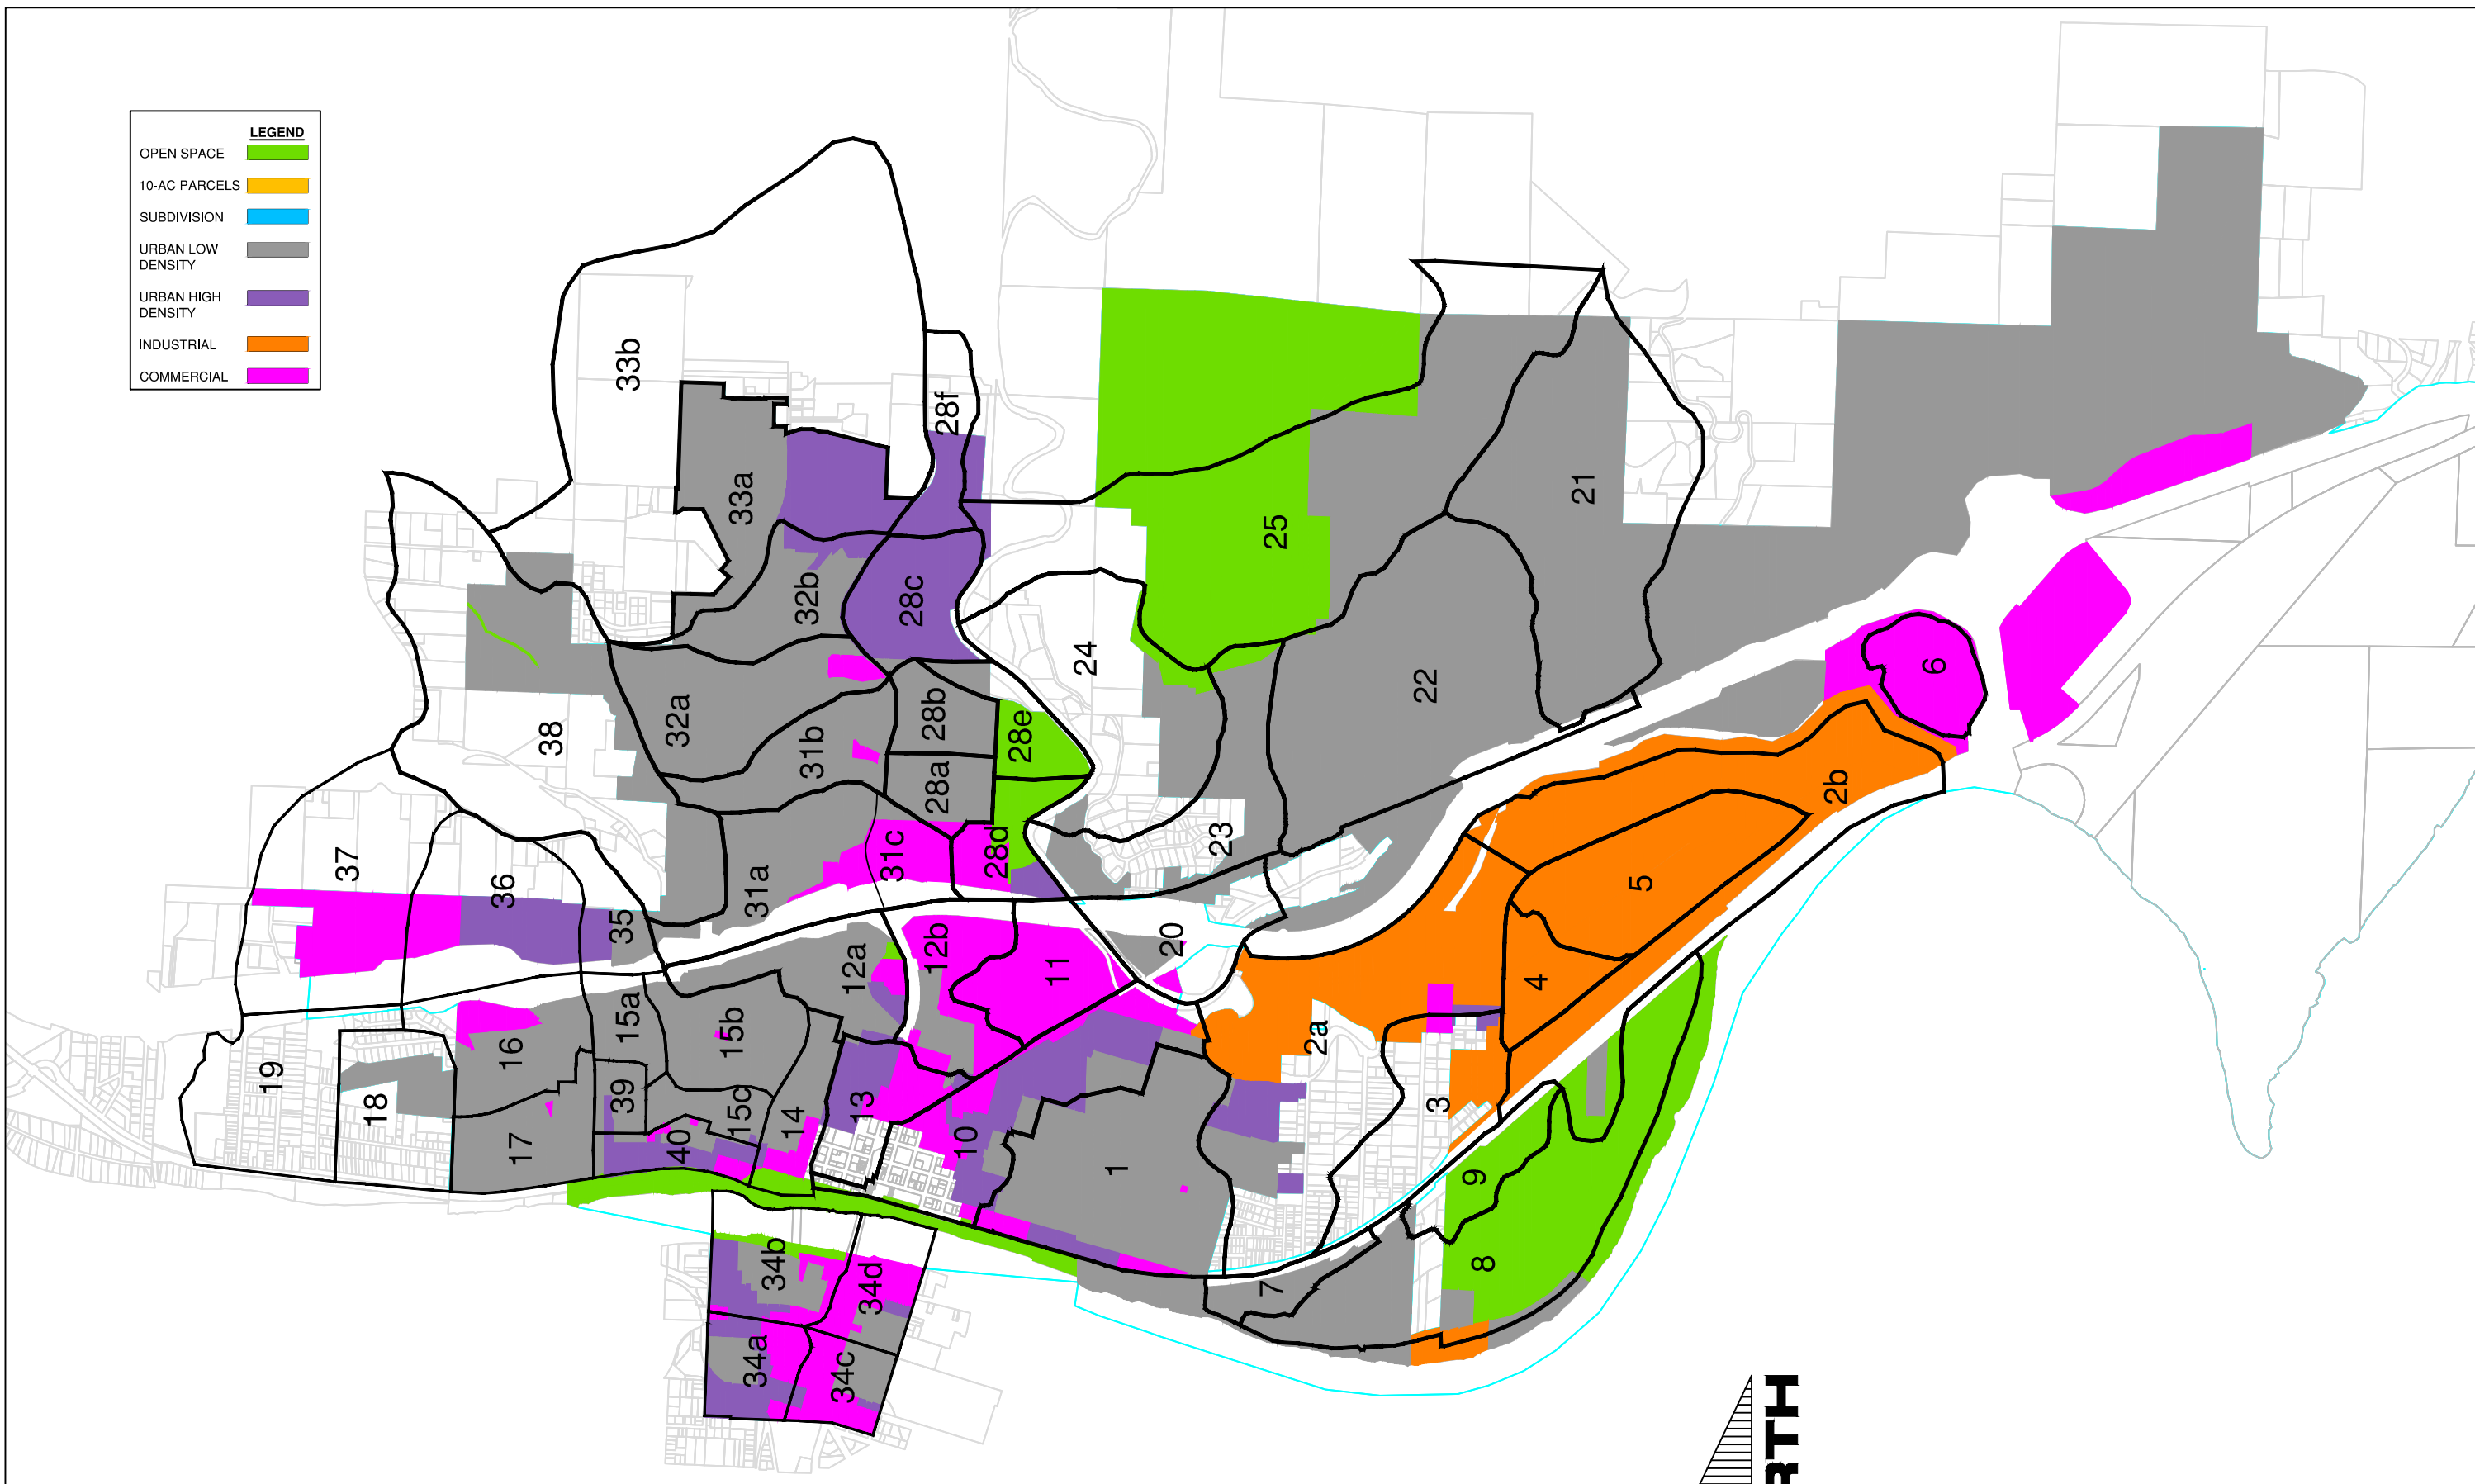 LEGEND
OPEN SPACE
10-AC PARCELS
SUBDIVISION
URBAN LOW
DENSITY
URBAN HIGH
DENSITY
INDUSTRIAL
COMMERCIAL
33b
28f
33a
21
25
32b
28c
24
6
22
32a
28b
38
31b
28e
28a
2b
23
37
31c
28d
36
31a
5
35
20
12b
12a
11
4
15a
15b
2a
16
19
39
13
3
18
15c
14
17
40
10
1
9
34b
8
34d
7
34a
34c
RTH